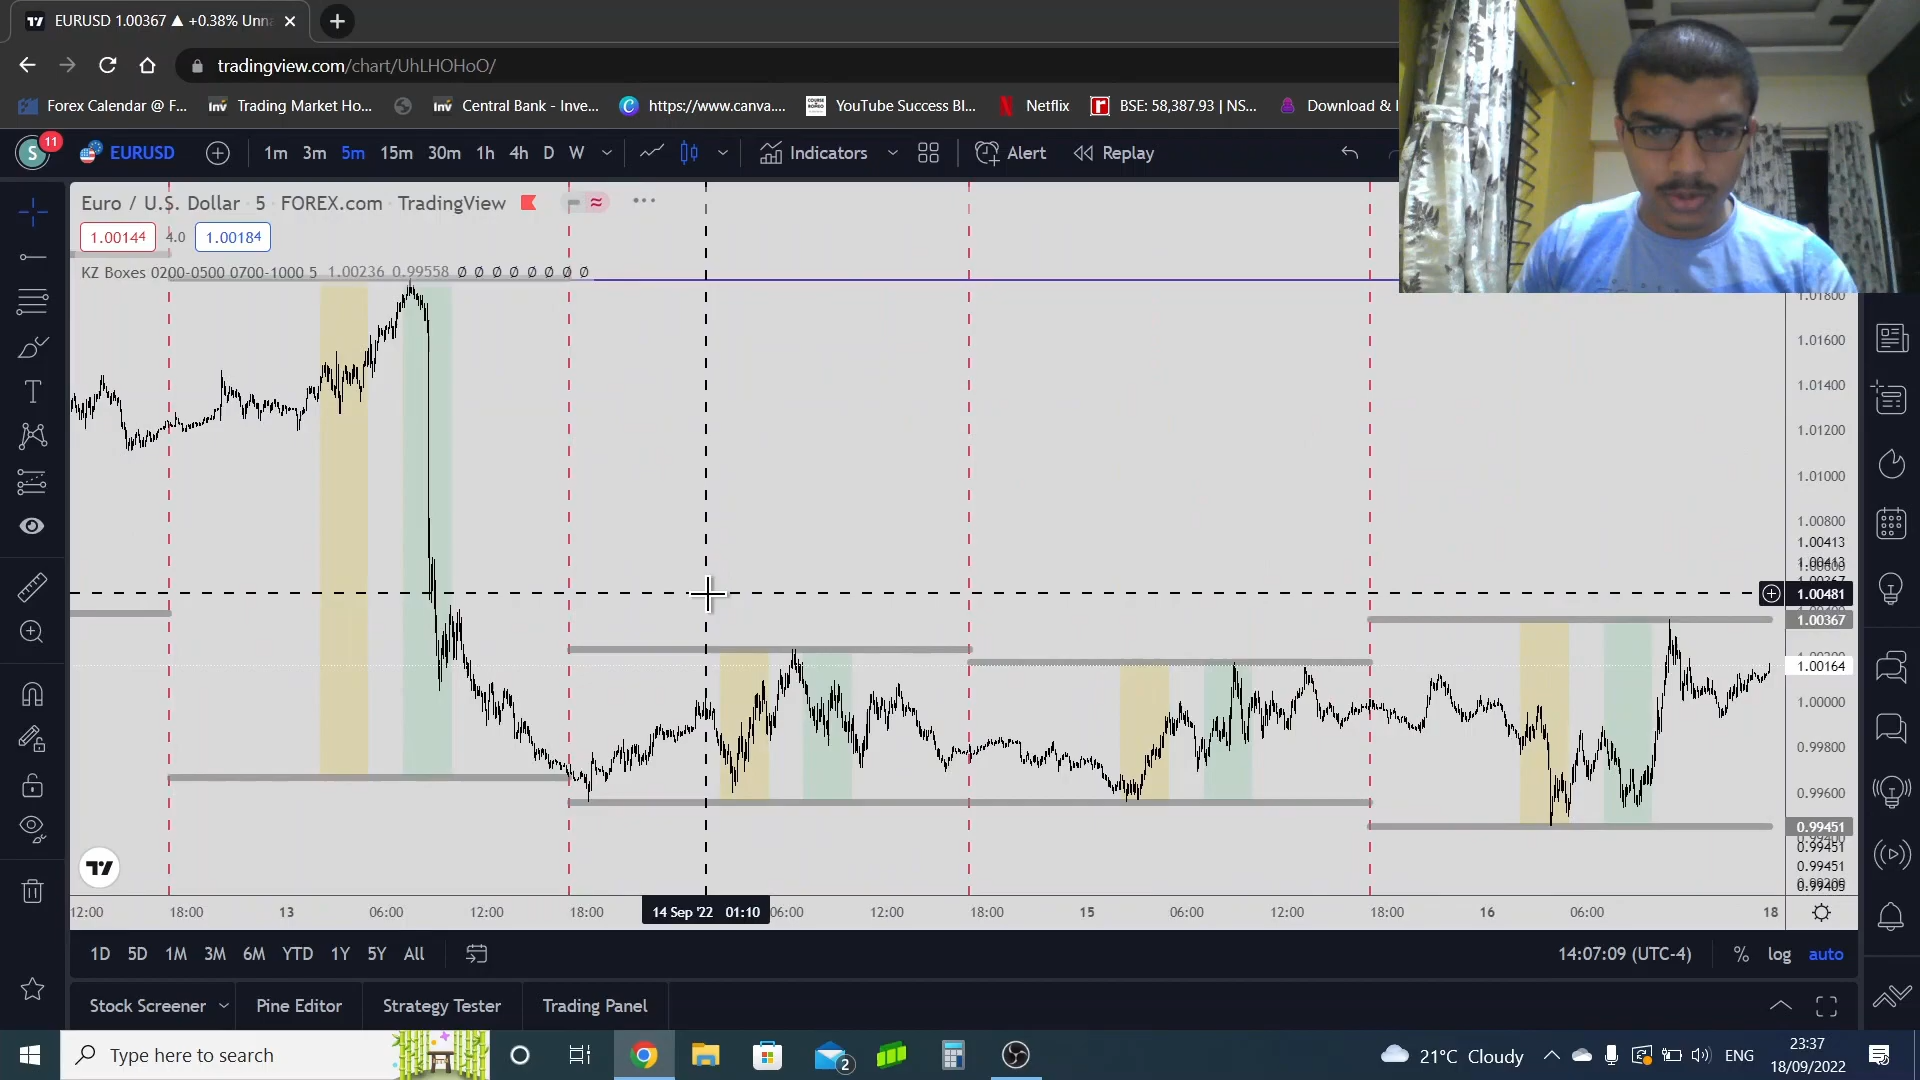 EURUSD 1.00367 ▲ +0.38% Unna
tradingview.com/chart/UhLHOHoO/
Forex Calendar @ F...
Inv Trading Market Ho...
Inv Central Bank - Inve...
https://www.canva....
YouTube Success Bl...
Netflix
BSE: 58,387.93 | NS...
Download &
S 11
EURUSD
1m 3m 5m 15m 30m 1h 4h D W
Indicators
Alert
Replay
Euro / U.S. Dollar 5 FOREX.com TradingView
1.00144 4.0 1.00184
KZ Boxes 0200-0500 0700-1000 5 1.00236 0.99558 Ø Ø Ø Ø Ø Ø Ø Ø
1.01800
1.01600
1.01400
1.01200
1.01000
1.00800
1.00413
1.00481
1.00367
1.00164
1.00000
0.99800
0.99600
0.99451
0.99451
0.99451
0.99405
12:00 18:00 13 06:00 12:00 18:00 14 Sep '22 01:10 06:00 12:00 18:00 15 06:00 12:00 18:00 16 06:00 18
1D 5D 1M 3M 6M YTD 1Y 5Y All
14:07:09 (UTC-4) % log auto
Stock Screener Pine Editor Strategy Tester Trading Panel
Type here to search
2
21°C Cloudy
ENG
23:37
18/09/2022